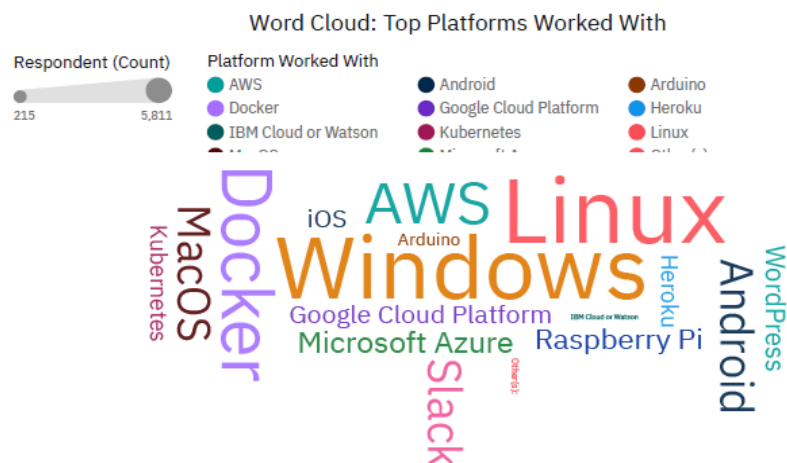 Word Cloud: Top Platforms Worked With
Respondent (Count)
215 5,811
Platform Worked With
AWS Android Arduino
Docker Google Cloud Platform Heroku
IBM Cloud or Watson Kubernetes Linux
Docker
AWS
Linux
iOS
MacOS
Kubernetes
Arduino
Windows
Heroku
Android
WordPress
Google Cloud Platform
IBM Cloud or Watson
Microsoft Azure
Raspberry Pi
Slack
Other(s):